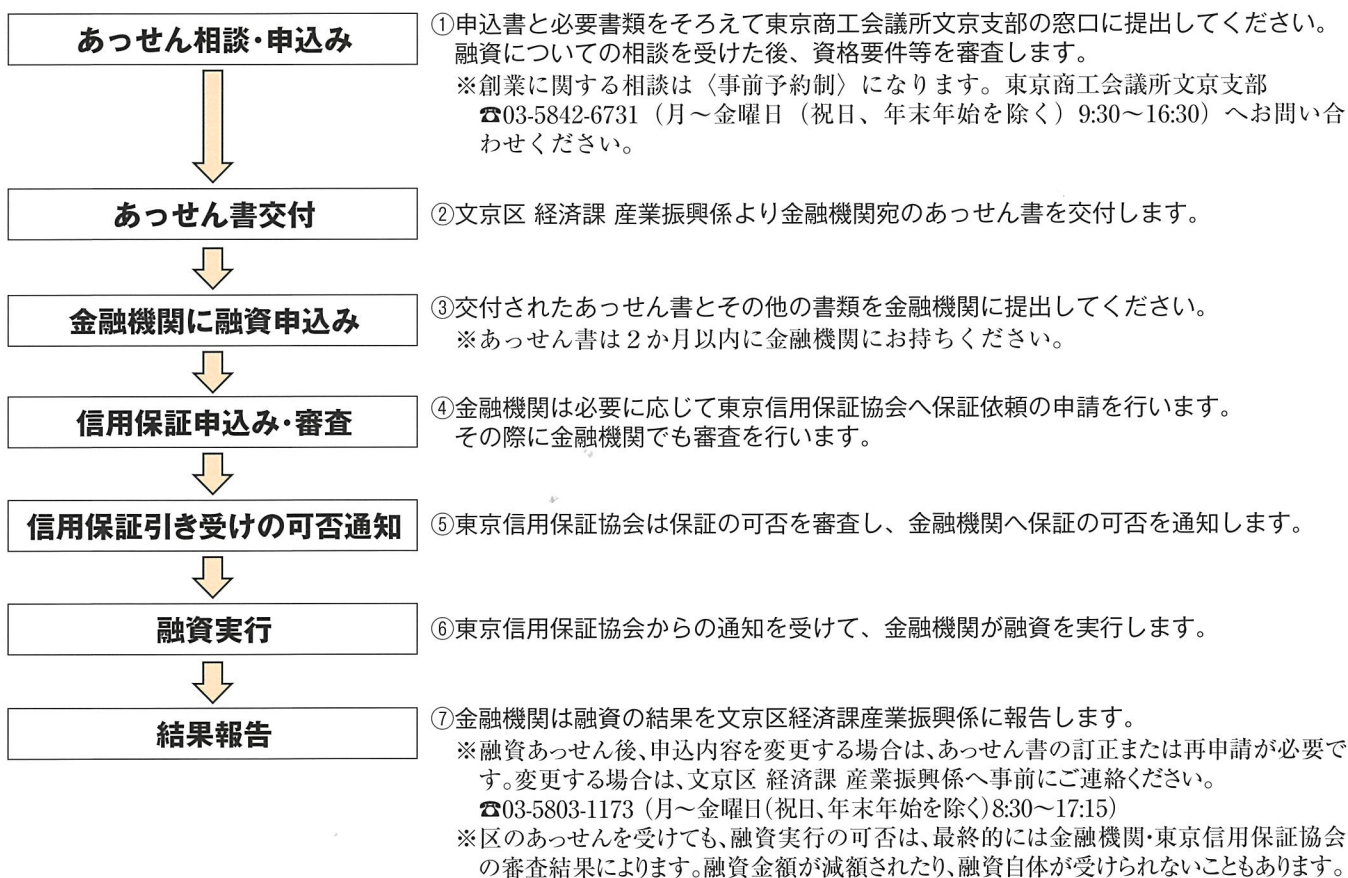 あっせん相談･申込み
①申込書と必要書類をそろえて東京商工会議所文京支部の窓口に提出してください。
融資についての相談を受けた後、資格要件等を審査します。
※創業に関する相談は〈事前予約制〉になります。東京商工会議所文京支部
☎03-5842-6731（月～金曜日（祝日、年末年始を除く）9:30～16:30）へお問い合
わせください。
あっせん書交付
②文京区 経済課 産業振興係より金融機関宛のあっせん書を交付します。
金融機関に融資申込み
③交付されたあっせん書とその他の書類を金融機関に提出してください。
※あっせん書は２か月以内に金融機関にお持ちください。
信用保証申込み･審査
④金融機関は必要に応じて東京信用保証協会へ保証依頼の申請を行います。
その際に金融機関でも審査を行います。
信用保証引き受けの可否通知
⑤東京信用保証協会は保証の可否を審査し、金融機関へ保証の可否を通知します。
融資実行
⑥東京信用保証協会からの通知を受けて、金融機関が融資を実行します。
結果報告
⑦金融機関は融資の結果を文京区経済課産業振興係に報告します。
※融資あっせん後、申込内容を変更する場合は、あっせん書の訂正または再申請が必要で
す。変更する場合は、文京区 経済課 産業振興係へ事前にご連絡ください。
☎03-5803-1173（月～金曜日（祝日、年末年始を除く）8:30～17:15）
※区のあっせんを受けても、融資実行の可否は、最終的には金融機関･東京信用保証協会
の審査結果によります。融資金額が減額されたり、融資自体が受けられないこともあります。